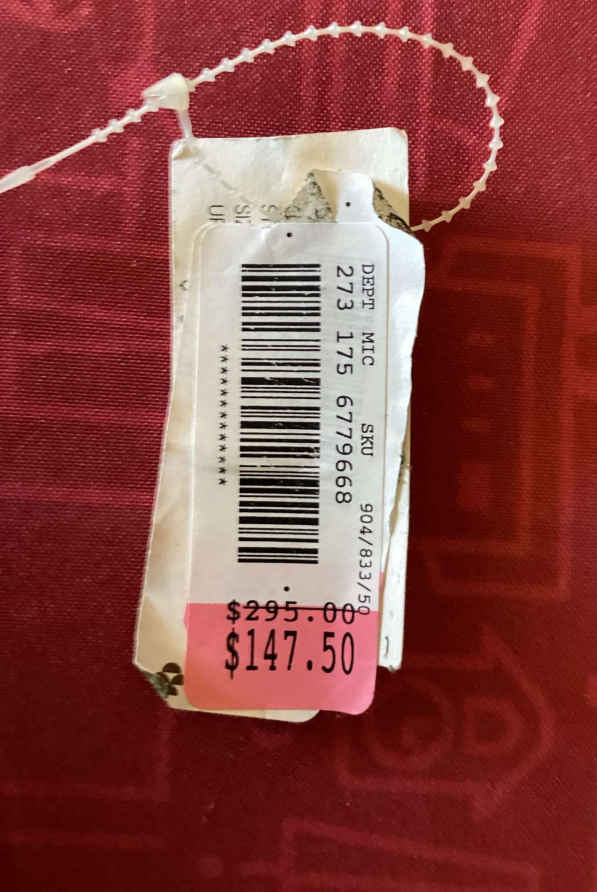 DEPT MIC SKU
273 175 6779668
904/833/50
*************
$295.00
$147.50